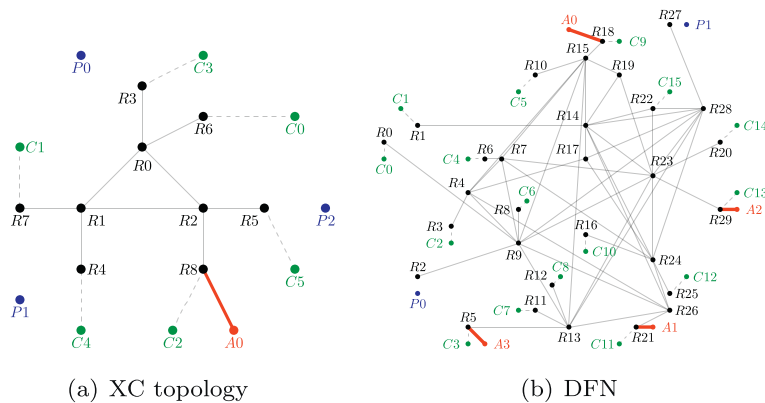 P0
C3
R3
R6
C0
C1
R0
R7
R1
R2
R5
P2
R4
R8
C5
P1
C4
C2
A0
(a) XC topology
R27
P1
A0
R18
C9
R15
R10
R19
C5
C15
C1
R22
R28
R0
R1
R14
C14
C4
R6
R7
R17
R20
C0
R23
R4
C6
C13
R8
R29
A2
R3
R16
C2
R9
C10
R24
R2
C8
C12
R12
R25
P0
C7
R11
R26
R5
R13
R21
A1
C3
A3
C11
(b) DFN